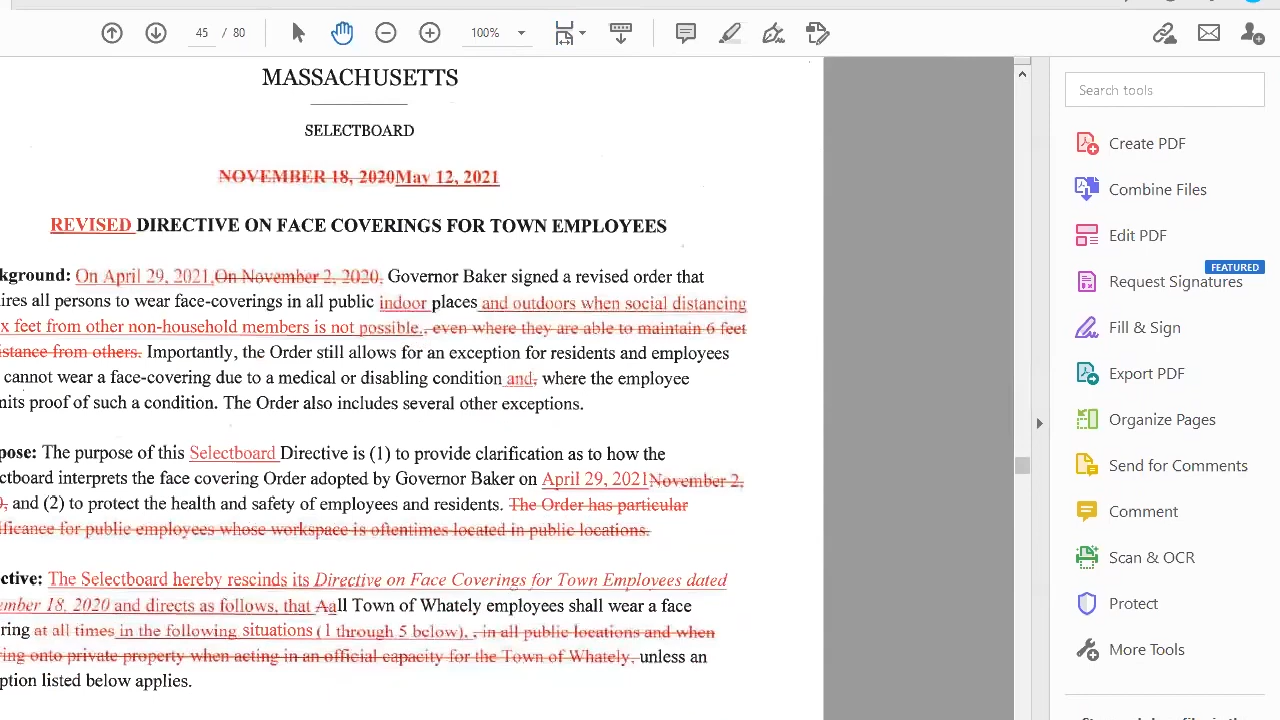 45 / 80
100%
Search tools
MASSACHUSETTS
SELECTBOARD
NOVEMBER 18, 2020May 12, 2021
REVISED DIRECTIVE ON FACE COVERINGS FOR TOWN EMPLOYEES
kground: On April 29, 2021,On November 2, 2020, Governor Baker signed a revised order that
ires all persons to wear face-coverings in all public indoor places and outdoors when social distancing
x feet from other non-household members is not possible., even where they are able to maintain 6 feet
istance from others. Importantly, the Order still allows for an exception for residents and employees
cannot wear a face-covering due to a medical or disabling condition and, where the employee
mits proof of such a condition. The Order also includes several other exceptions.
pose: The purpose of this Selectboard Directive is (1) to provide clarification as to how the
ctboard interprets the face covering Order adopted by Governor Baker on April 29, 2021November 2,
0, and (2) to protect the health and safety of employees and residents. The Order has particular
ificance for public employees whose workspace is oftentimes located in public locations.
ctive: The Selectboard hereby rescinds its Directive on Face Coverings for Town Employees dated
ember 18, 2020 and directs as follows, that Aall Town of Whately employees shall wear a face
ring at all times in the following situations (1 through 5 below). , in all public locations and when
ring onto private property when acting in an official capacity for the Town of Whately, unless an
ption listed below applies.
Create PDF
Combine Files
Edit PDF
FEATURED
Request Signatures
Fill & Sign
Export PDF
Organize Pages
Send for Comments
Comment
Scan & OCR
Protect
More Tools